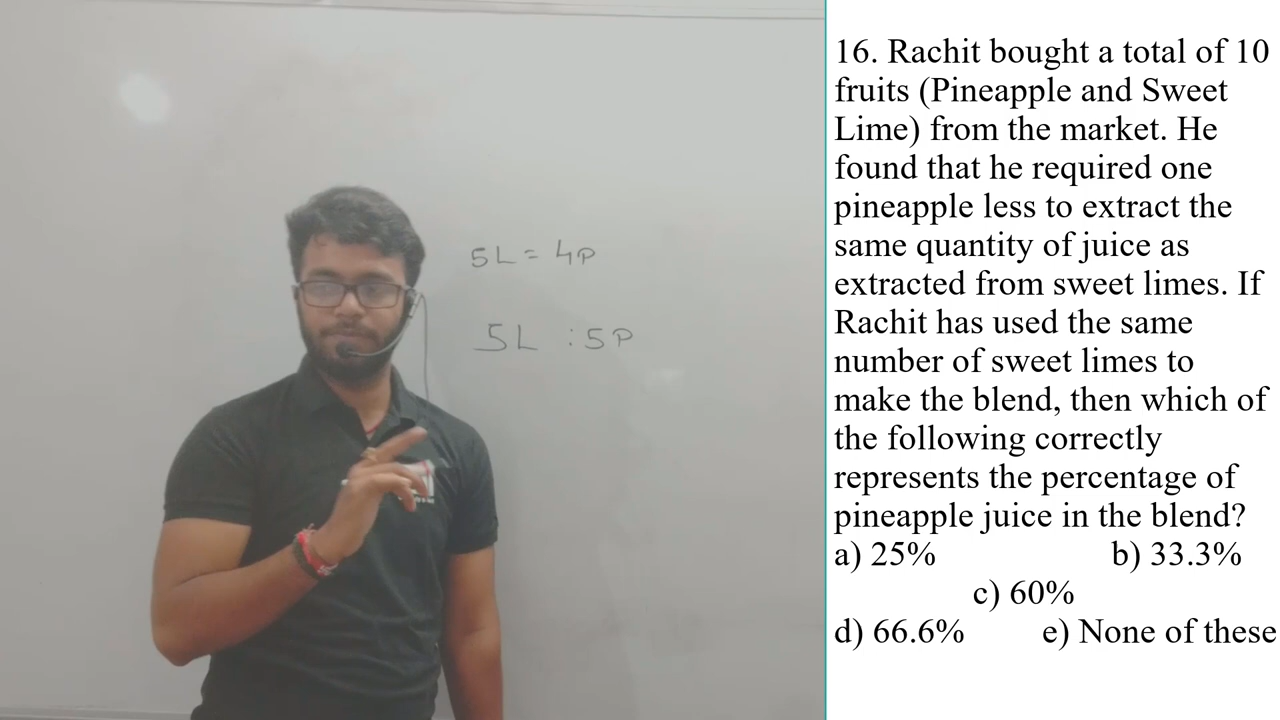 5L = 4P
5L : 5P
16. Rachit bought a total of 10
fruits (Pineapple and Sweet
Lime) from the market. He
found that he required one
pineapple less to extract the
same quantity of juice as
extracted from sweet limes. If
Rachit has used the same
number of sweet limes to
make the blend, then which of
the following correctly
represents the percentage of
pineapple juice in the blend?
a) 25% b) 33.3%
c) 60%
d) 66.6% e) None of these